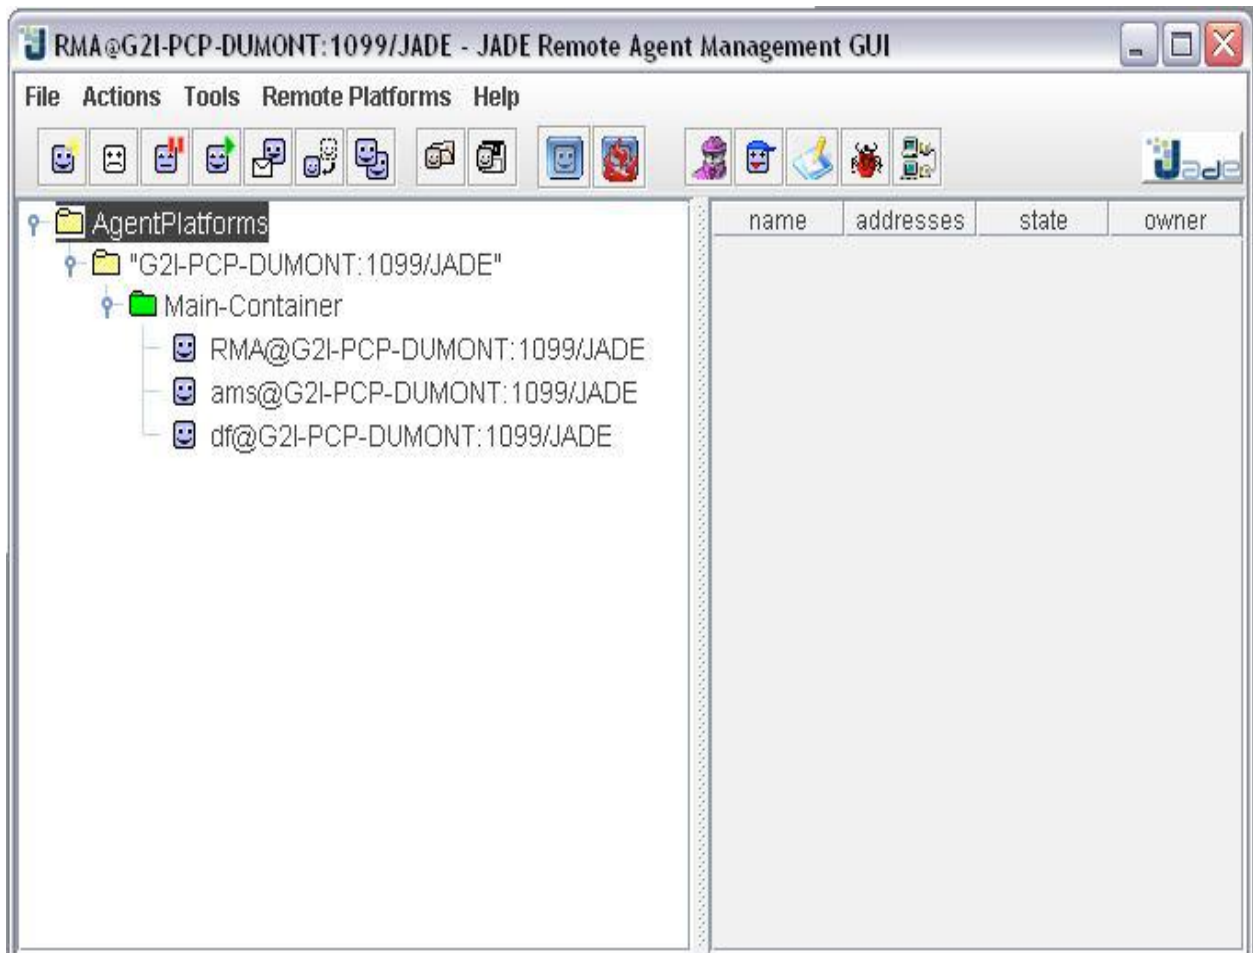 RMA@G2I-PCP-DUMONT:1099/JADE - JADE Remote Agent Management GUI
File Actions Tools Remote Platforms Help
Jade
AgentPlatforms
"G2I-PCP-DUMONT:1099/JADE"
Main-Container
RMA@G2I-PCP-DUMONT:1099/JADE
ams@G2I-PCP-DUMONT:1099/JADE
df@G2I-PCP-DUMONT:1099/JADE
name addresses state owner